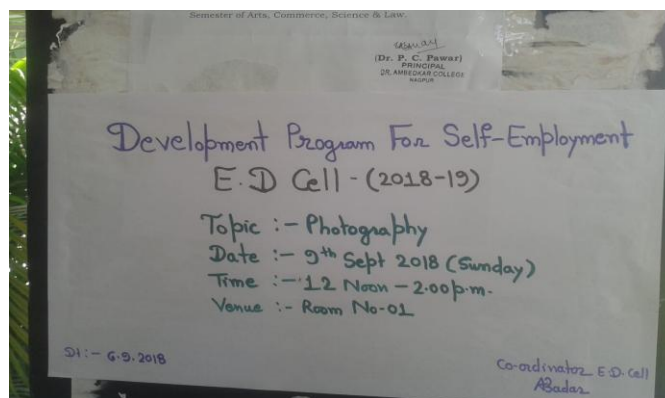 Semester of Arts, Commerce, Science & Law.
(Dr. P. C. Pawar)
PRINCIPAL
DR. AMBEDKAR COLLEGE
NAGPUR
Development Program For Self-Employment
E.D Cell - (2018-19)
Topic :- Photography
Date :- 9th Sept 2018 (Sunday)
Time :- 12 Noon - 2.00 p.m.
Venue :- Room No-01
Dt :- 6.9.2018
Co-ordinator E.D. Cell